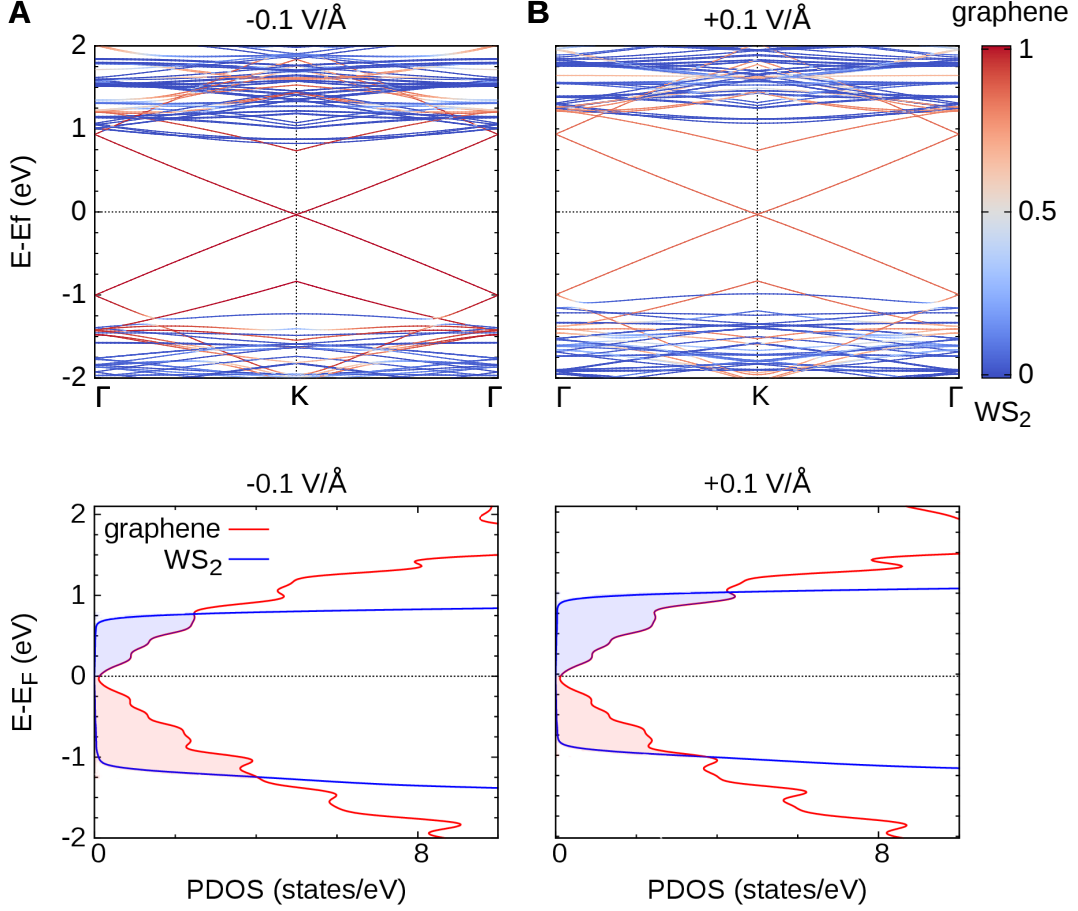 A
-0.1 V/Å
B
+0.1 V/Å
graphene
2
1
0
-1
-2
E-Ef (eV)
Γ
K
Γ
Γ
K
Γ
1
0.5
0
WS2
-0.1 V/Å
+0.1 V/Å
2
1
0
-1
-2
E-EF (eV)
graphene
WS2
0
8
0
8
PDOS (states/eV)
PDOS (states/eV)